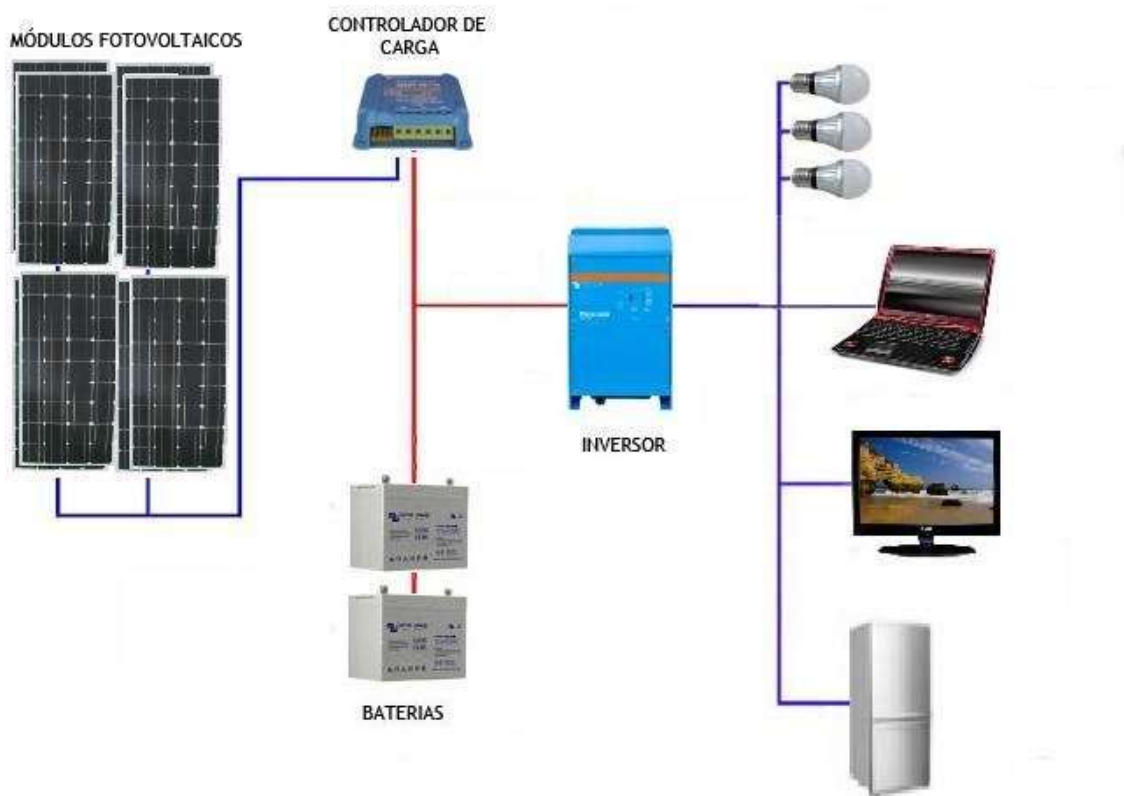 MÓDULOS FOTOVOLTAICOS
CONTROLADOR DE
CARGA
INVERSOR
BATERIAS